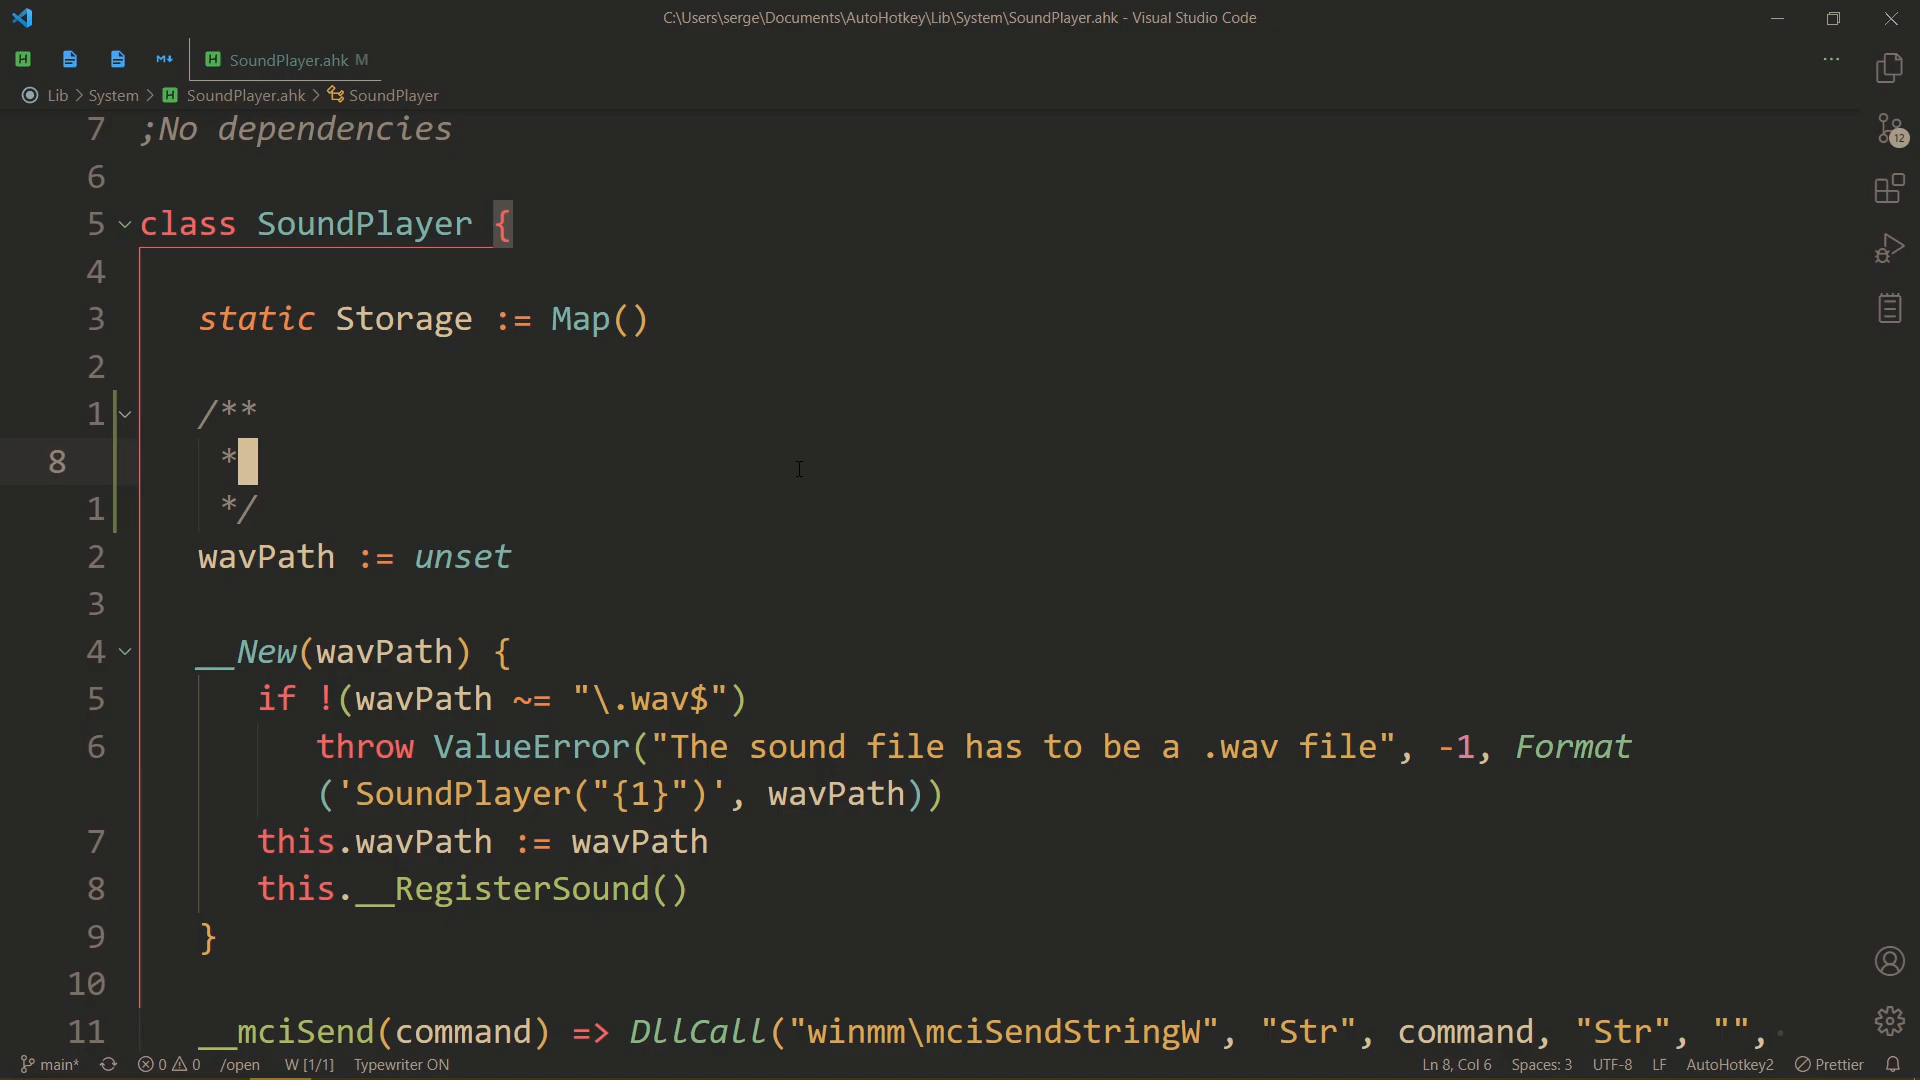 C:\Users\serge\Documents\AutoHotkey\Lib\System\SoundPlayer.ahk - Visual Studio Code
SoundPlayer.ahk M
Lib > System > SoundPlayer.ahk > SoundPlayer
7 ;No dependencies
6
5 class SoundPlayer {
4
3 static Storage := Map()
2
1 /**
8 *
1 */
2 wavPath := unset
3
4 __New(wavPath) {
5 if !(wavPath ~= "\.wav$")
6 throw ValueError("The sound file has to be a .wav file", -1, Format
('SoundPlayer("{1}")', wavPath))
7 this.wavPath := wavPath
8 this.__RegisterSound()
9 }
10
11 __mciSend(command) => DllCall("winmm\mciSendStringW", "Str", command, "Str", "",
12
main* 0 0 /open W [1/1] Typewriter ON Ln 8, Col 6 Spaces: 3 UTF-8 LF AutoHotkey2 Prettier